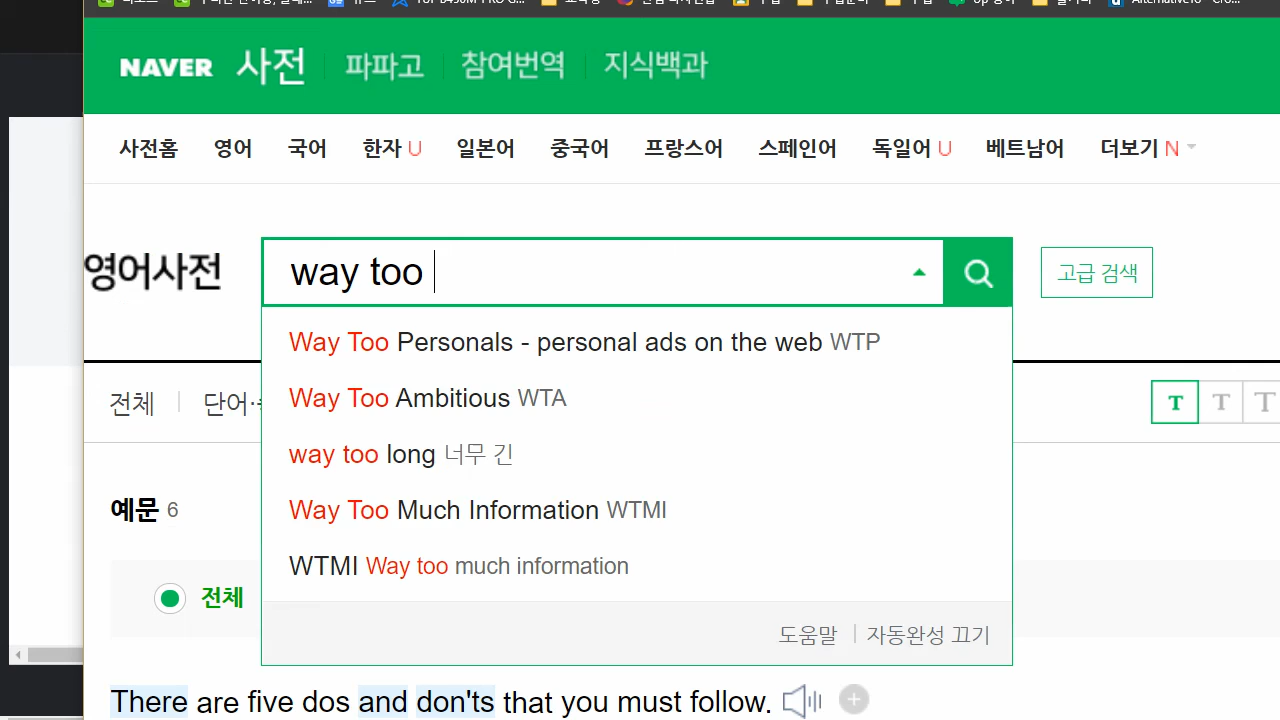 NAVER 사전 파파고 참여번역 지식백과
사전홈 영어 국어 한자 U 일본어 중국어 프랑스어 스페인어 독일어 U 베트남어 더보기 N
영어사전 way too 고급 검색
Way Too Personals - personal ads on the web WTP
Way Too Ambitious WTA
전체 단어· T T T
way too long 너무 긴
예문 6
Way Too Much Information WTMI
WTMI Way too much information
전체
도움말 자동완성 끄기
There are five dos and don'ts that you must follow.